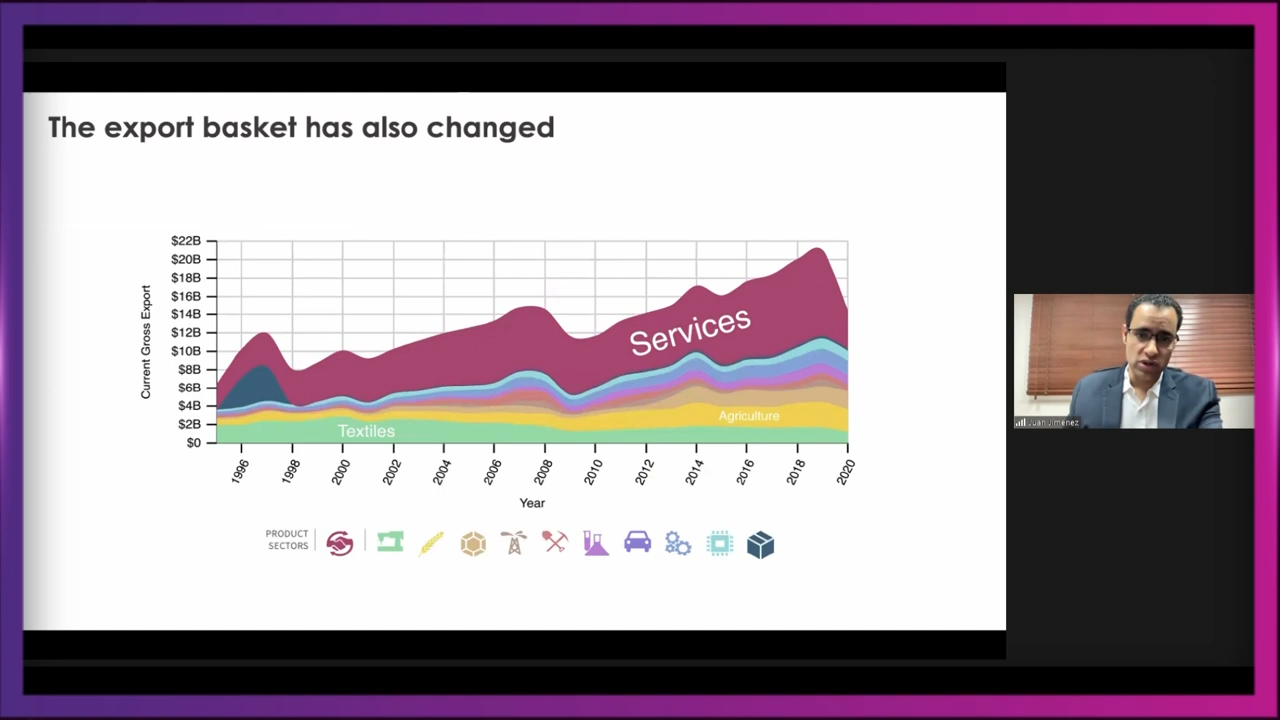 The export basket has also changed
$22B
$20B
$18B
$16B
$14B
$12B
$10B
$8B
$6B
$4B
$2B
$0
Current Gross Export
Services
Agriculture
Textiles
1996
1998
2000
2002
2004
2006
2008
2010
2012
2014
2016
2018
2020
Year
PRODUCT
SECTORS
Juan Jiménez